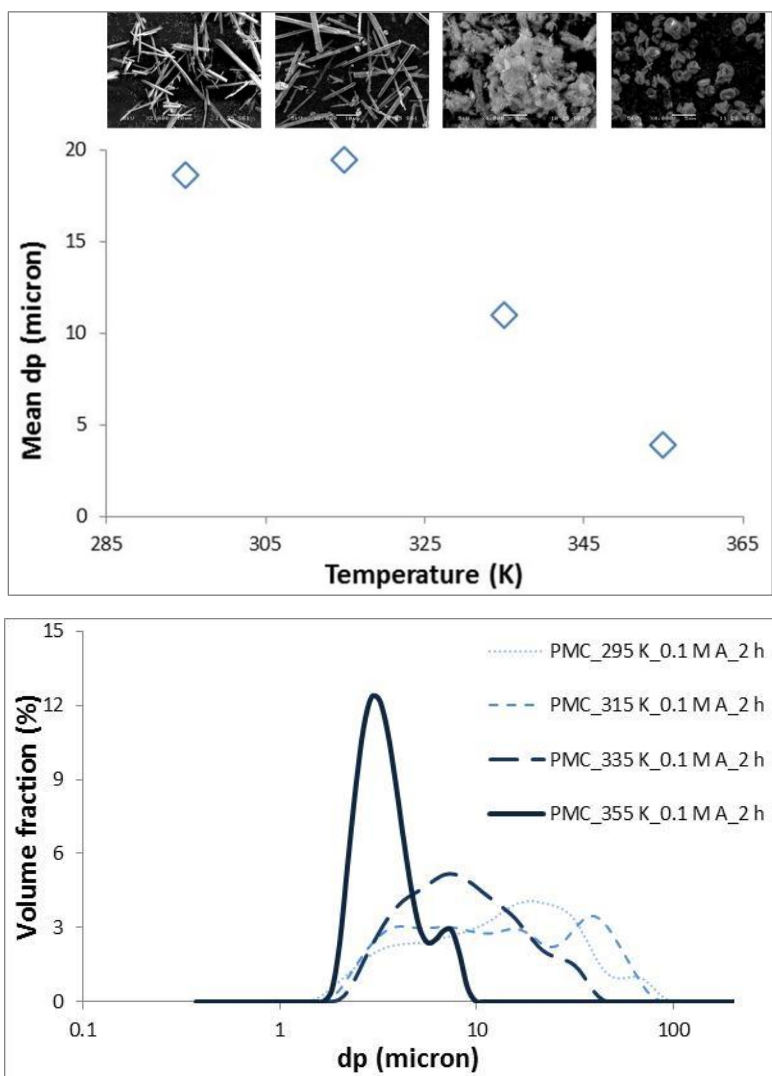 20
15
10
5
0
Mean dp (micron)
285 305 325 345 365
Temperature (K)
15
12
9
6
3
0
Volume fraction (%)
PMC_295 K_0.1 M A_2 h
PMC_315 K_0.1 M A_2 h
PMC_335 K_0.1 M A_2 h
PMC_355 K_0.1 M A_2 h
0.1 1 10 100
dp (micron)